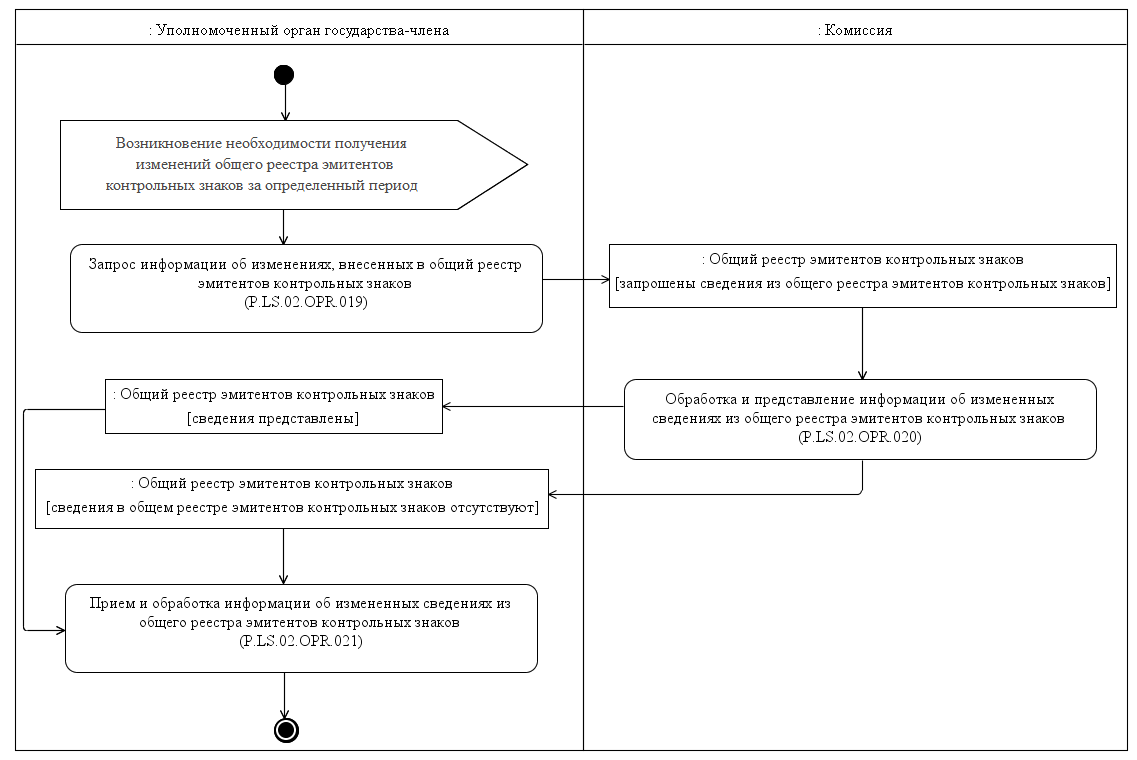 : Уполномоченный орган государства-члена
: Комиссия
Возникновение необходимости получения
изменений общего реестра эмитентов
контрольных знаков за определенный период
Запрос информации об изменениях, внесенных в общий реестр
эмитентов контрольных знаков
(P.LS.02.OPR.019)
: Общий реестр эмитентов контрольных знаков
[запрошены сведения из общего реестра эмитентов контрольных знаков]
: Общий реестр эмитентов контрольных знаков
[сведения представлены]
Обработка и представление информации об измененных
сведениях из общего реестра эмитентов контрольных знаков
(P.LS.02.OPR.020)
: Общий реестр эмитентов контрольных знаков
[сведения в общем реестре эмитентов контрольных знаков отсутствуют]
Прием и обработка информации об измененных сведениях из
общего реестра эмитентов контрольных знаков
(P.LS.02.OPR.021)